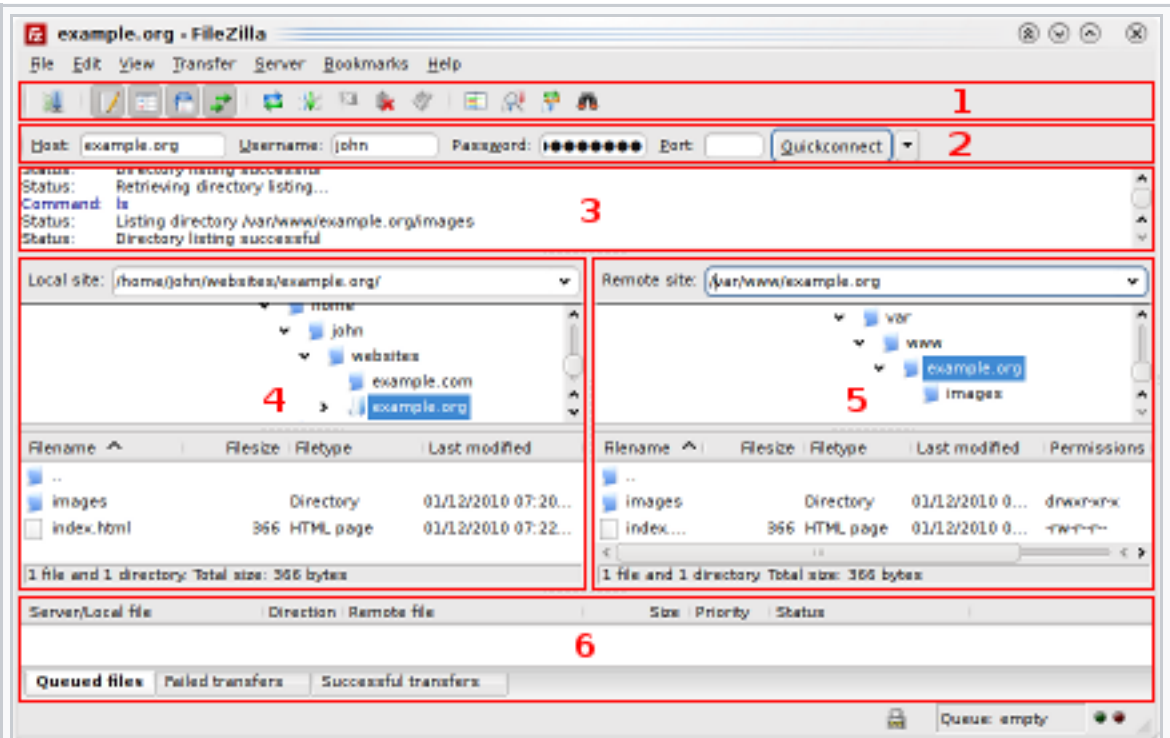 example.org - FileZilla
File Edit View Transfer Server Bookmarks Help
1
Host: example.org Username: john Password: Port: Quickconnect 2
Status: Directory listing successful
Status: Retrieving directory listing...
Command: ls
Status: Listing directory /var/www/example.org/images
Status: Directory listing successful
3
Local site: /home/john/websites/example.org/
home
john
websites
example.com
example.org
4
Filename Filesize Filetype Last modified
..
images Directory 01/12/2010 07:20...
index.html 366 HTML page 01/12/2010 07:22...
1 file and 1 directory. Total size: 366 bytes
Remote site: /var/www/example.org
var
www
example.org
images
5
Filename Filesize Filetype Last modified Permissions
..
images Directory 01/12/2010 0... drwxr-xr-x
index.... 366 HTML page 01/12/2010 0... -rw-r--r--
1 file and 1 directory. Total size: 366 bytes
Server/Local file Direction Remote file Size Priority Status
6
Queued files Failed transfers Successful transfers
Queue: empty